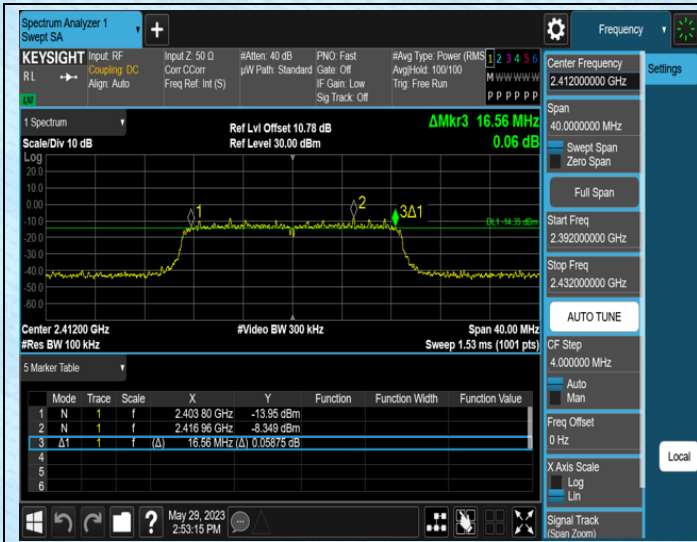 Spectrum Analyzer 1
Swept SA
Frequency
KEYSIGHT
RL
LXI
Input: RF
Coupling: DC
Align: Auto
Input Z: 50 Ω
Corr CCorr
Freq Ref: Int (S)
#Atten: 40 dB
µW Path: Standard
PNO: Fast
Gate: Off
IF Gain: Low
Sig Track: Off
#Avg Type: Power (RMS
Avg|Hold: 100/100
Trig: Free Run
1 2 3 4 5 6
M W W W W W
P P P P P P
1 Spectrum
Scale/Div 10 dB
Ref Lvl Offset 10.78 dB
Ref Level 30.00 dBm
ΔMkr3 16.56 MHz
0.06 dB
Log
20.0
10.0
0.00
-10.0
-20.0
-30.0
-40.0
-50.0
-60.0
1
2
3Δ1
DL1 -14.35 dBm
Center 2.41200 GHz
#Res BW 100 kHz
#Video BW 300 kHz
Span 40.00 MHz
Sweep 1.53 ms (1001 pts)
5 Marker Table
Mode Trace Scale X Y Function Function Width Function Value
1 N 1 f 2.403 80 GHz -13.95 dBm
2 N 1 f 2.416 96 GHz -8.349 dBm
3 Δ1 1 f (Δ) 16.56 MHz (Δ) 0.05875 dB
4
5
6
May 29, 2023
2:53:15 PM
Center Frequency
2.412000000 GHz
Span
40.0000000 MHz
Swept Span
Zero Span
Full Span
Start Freq
2.392000000 GHz
Stop Freq
2.432000000 GHz
AUTO TUNE
CF Step
4.000000 MHz
Auto
Man
Freq Offset
0 Hz
X Axis Scale
Log
Lin
Signal Track
(Span Zoom)
Settings
Local